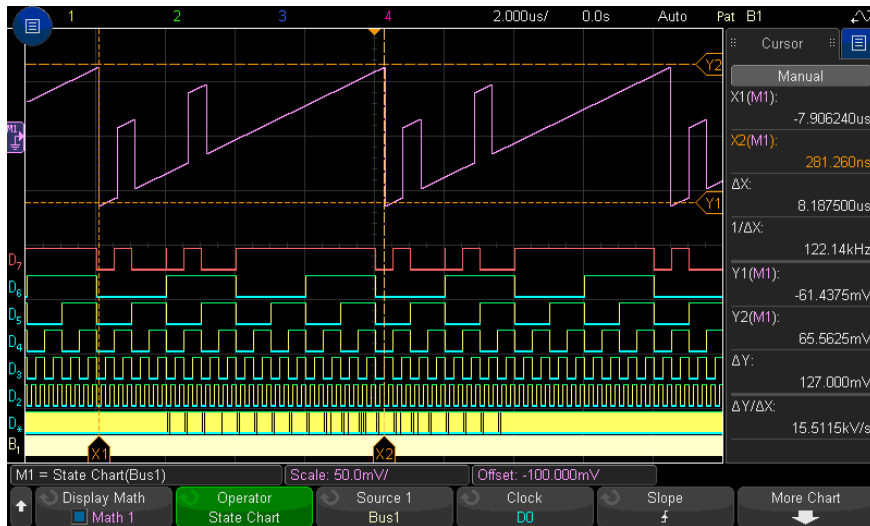 1 2 3 4 2.000us/ 0.0s Auto Pat B1
Cursor
Manual
X1(M1):
-7.906240us
X2(M1):
281.260ns
ΔX:
8.187500us
1/ΔX:
122.14kHz
Y1(M1):
-61.4375mV
Y2(M1):
65.5625mV
ΔY:
127.000mV
ΔY/ΔX:
15.5115kV/s
Y2
M1
Y1
D7
D6
D5
D4
D3
D2
D*
B1
X1 X2
M1 = State Chart(Bus1) Scale: 50.0mV/ Offset: -100.000mV
Display Math Operator Source 1 Clock Slope More Chart
Math 1 State Chart Bus1 D0